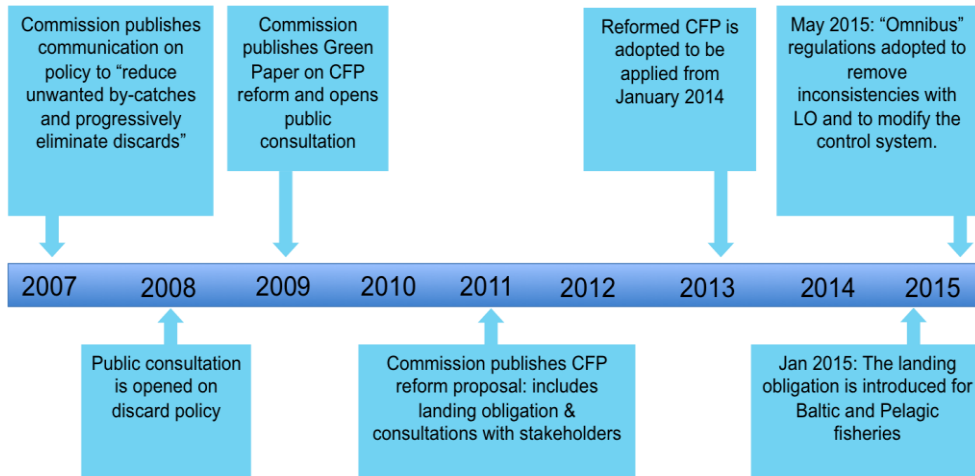 Commission publishes
communication on
policy to “reduce
unwanted by-catches
and progressively
eliminate discards”
Commission
publishes Green
Paper on CFP
reform and opens
public
consultation
Reformed CFP is
adopted to be
applied from
January 2014
May 2015: “Omnibus”
regulations adopted to
remove
inconsistencies with
LO and to modify the
control system.
2007
2008
2009
2010
2011
2012
2013
2014
2015
Public consultation
is opened on
discard policy
Commission publishes CFP
reform proposal: includes
landing obligation &
consultations with stakeholders
Jan 2015: The landing
obligation is introduced for
Baltic and Pelagic
fisheries